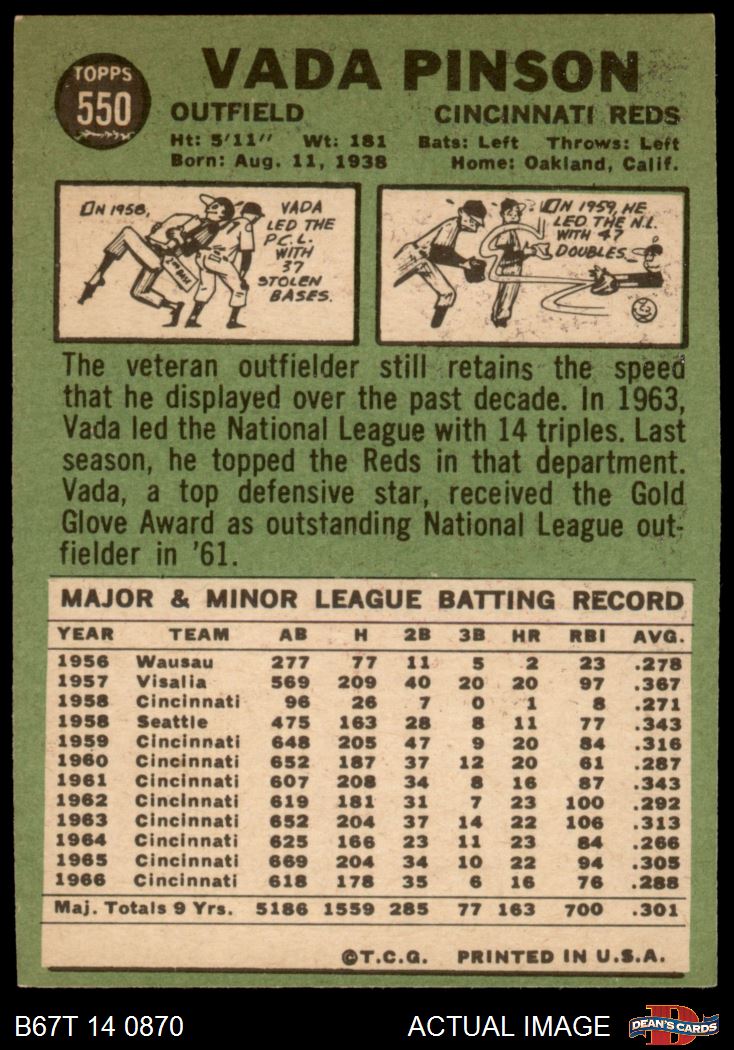 TOPPS
550
VADA PINSON
OUTFIELD CINCINNATI REDS
Ht: 5'11" Wt: 181 Bats: Left Throws: Left
Born: Aug. 11, 1938 Home: Oakland, Calif.
ON 1958,
VADA
LED THE
P.C.L.
WITH
37
STOLEN
BASES.
2ND BASE
ON 1959, HE
LED THE N.L.
WITH 47
DOUBLES.
The veteran outfielder still retains the speed
that he displayed over the past decade. In 1963,
Vada led the National League with 14 triples. Last
season, he topped the Reds in that department.
Vada, a top defensive star, received the Gold
Glove Award as outstanding National League out-
fielder in '61.
MAJOR & MINOR LEAGUE BATTING RECORD
YEAR TEAM AB H 2B 3B HR RBI AVG.
1956 Wausau 277 77 11 5 2 23 .278
1957 Visalia 569 209 40 20 20 97 .367
1958 Cincinnati 96 26 7 0 1 8 .271
1958 Seattle 475 163 28 8 11 77 .343
1959 Cincinnati 648 205 47 9 20 84 .316
1960 Cincinnati 652 187 37 12 20 61 .287
1961 Cincinnati 607 208 34 8 16 87 .343
1962 Cincinnati 619 181 31 7 23 100 .292
1963 Cincinnati 652 204 37 14 22 106 .313
1964 Cincinnati 625 166 23 11 23 84 .266
1965 Cincinnati 669 204 34 10 22 94 .305
1966 Cincinnati 618 178 35 6 16 76 .288
Maj. Totals 9 Yrs. 5186 1559 285 77 163 700 .301
©T.C.G. PRINTED IN U.S.A.
B67T 14 0870 ACTUAL IMAGE DEAN'S CARDS